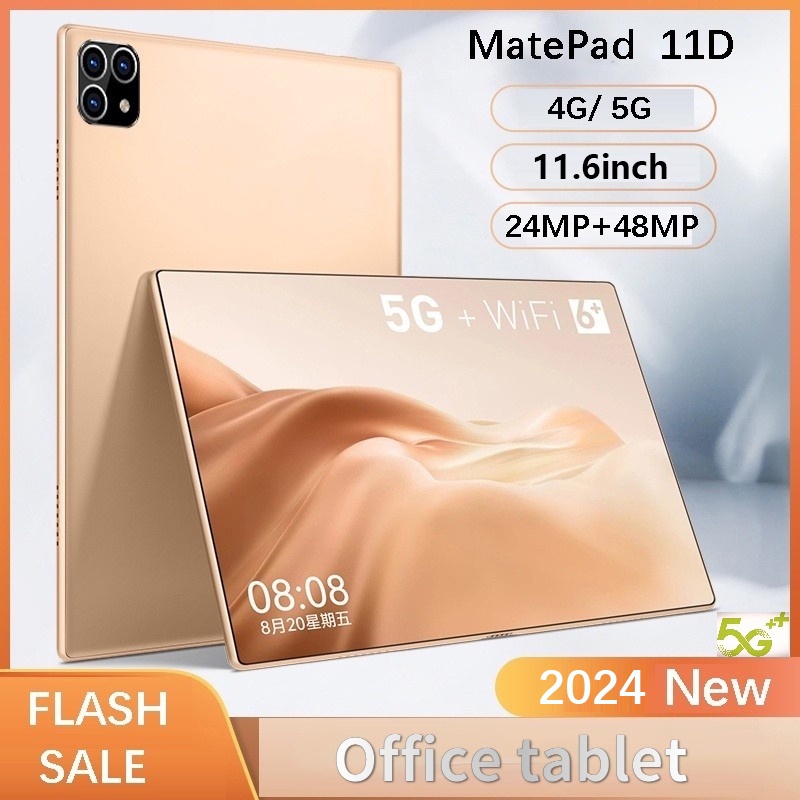 MatePad 11D
4G/ 5G
11.6inch
24MP+48MP
5G + WiFi 6+
08:08
8月20星期五
5G++
2024 New
FLASH
SALE
Office tablet